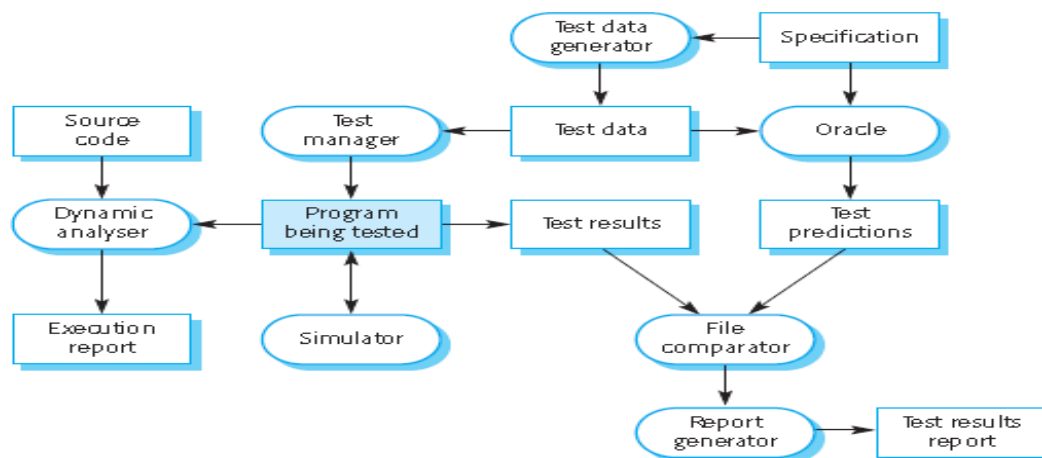 Test data
generator
Specification
Source
code
Test
manager
Test data
Oracle
Dynamic
analyser
Program
being tested
Test results
Test
predictions
Execution
report
Simulator
File
comparator
Report
generator
Test results
report